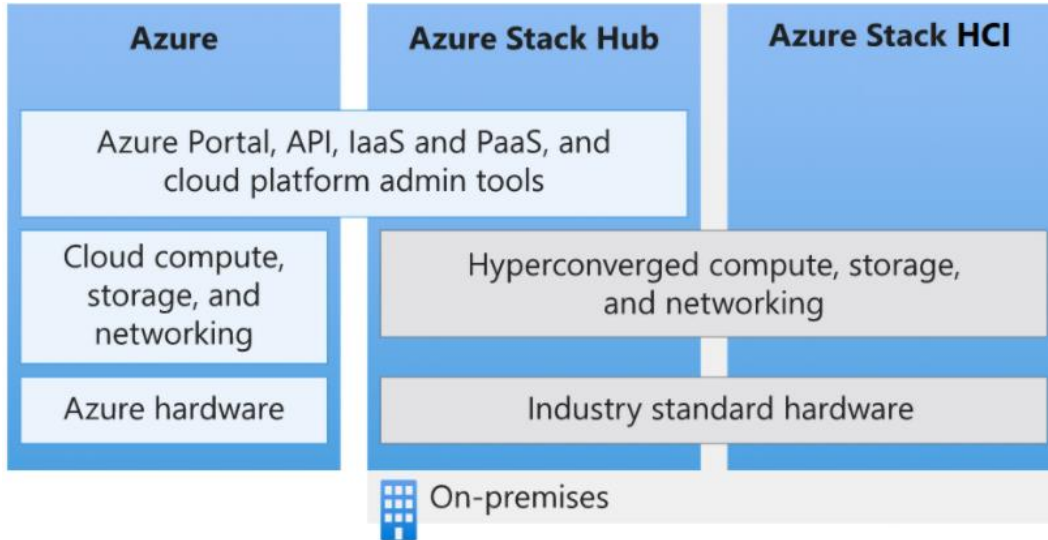 Azure
Azure Stack Hub
Azure Stack HCI
Azure Portal, API, IaaS and PaaS, and
cloud platform admin tools
Cloud compute,
storage, and
networking
Hyperconverged compute, storage,
and networking
Azure hardware
Industry standard hardware
On-premises